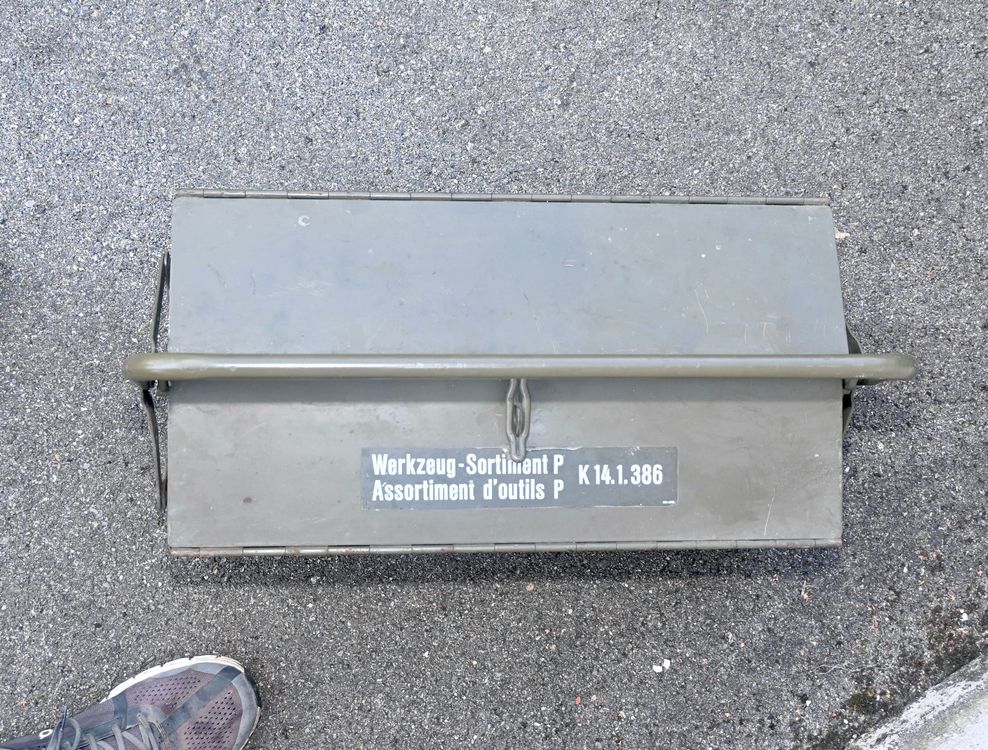 Werkzeug-Sortiment P
Assortiment d'outils P
K 14.1.386